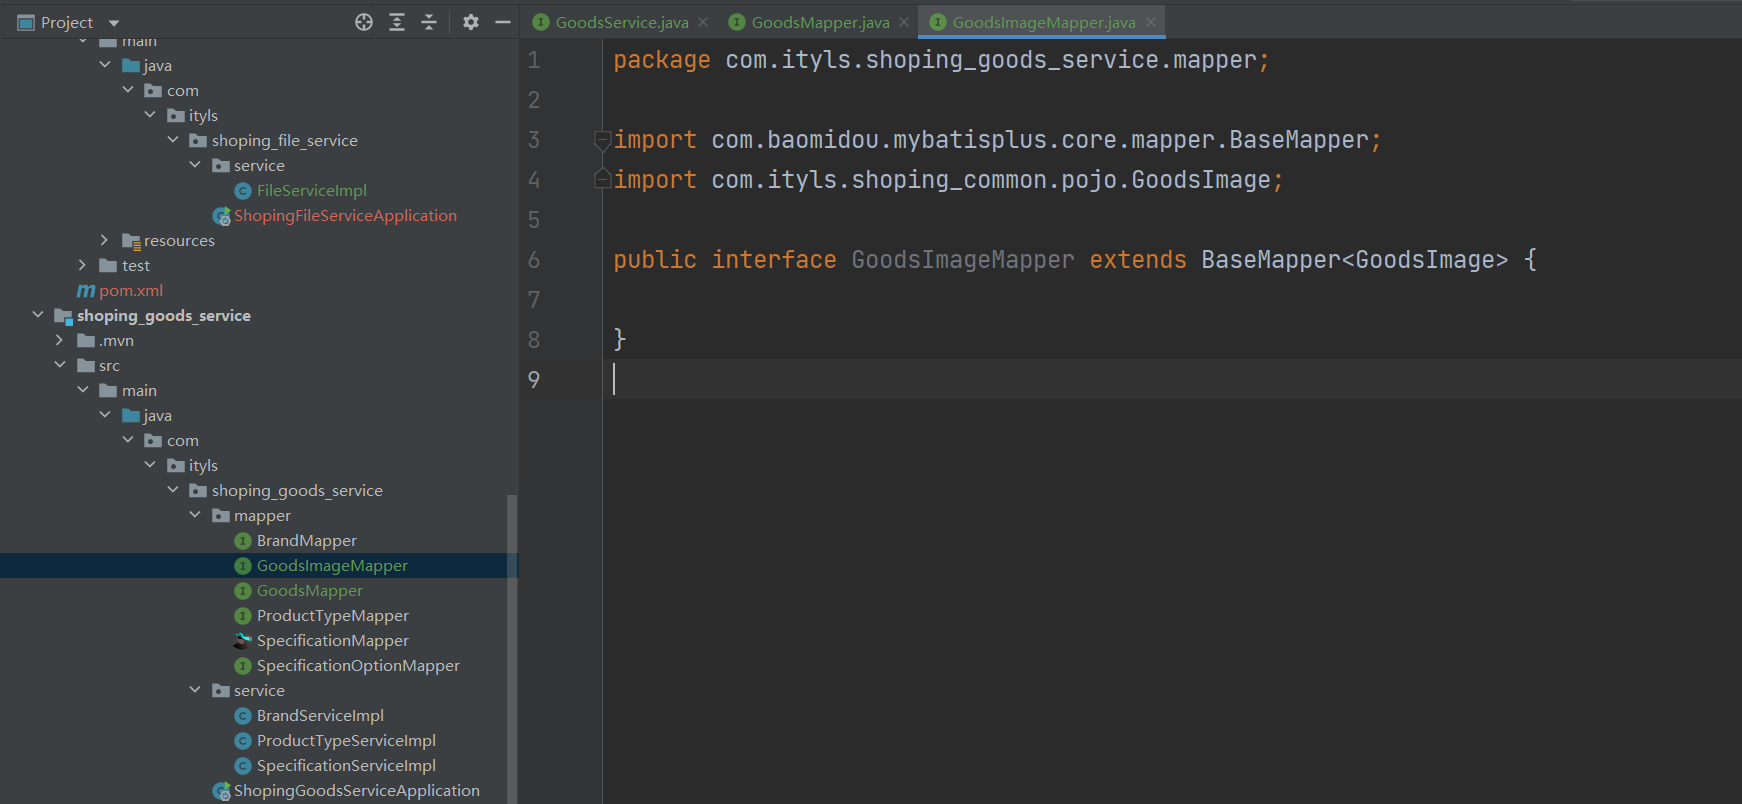 Project
main
java
com
ityls
shoping_file_service
service
FileServiceImpl
ShopingFileServiceApplication
resources
test
pom.xml
shoping_goods_service
.mvn
src
main
java
com
ityls
shoping_goods_service
mapper
BrandMapper
GoodsImageMapper
GoodsMapper
ProductTypeMapper
SpecificationMapper
SpecificationOptionMapper
service
BrandServiceImpl
ProductTypeServiceImpl
SpecificationServiceImpl
ShopingGoodsServiceApplication
GoodsService.java GoodsMapper.java GoodsImageMapper.java
1 package com.ityls.shoping_goods_service.mapper;
2
3 import com.baomidou.mybatisplus.core.mapper.BaseMapper;
4 import com.ityls.shoping_common.pojo.GoodsImage;
5
6 public interface GoodsImageMapper extends BaseMapper<GoodsImage> {
7
8 }
9